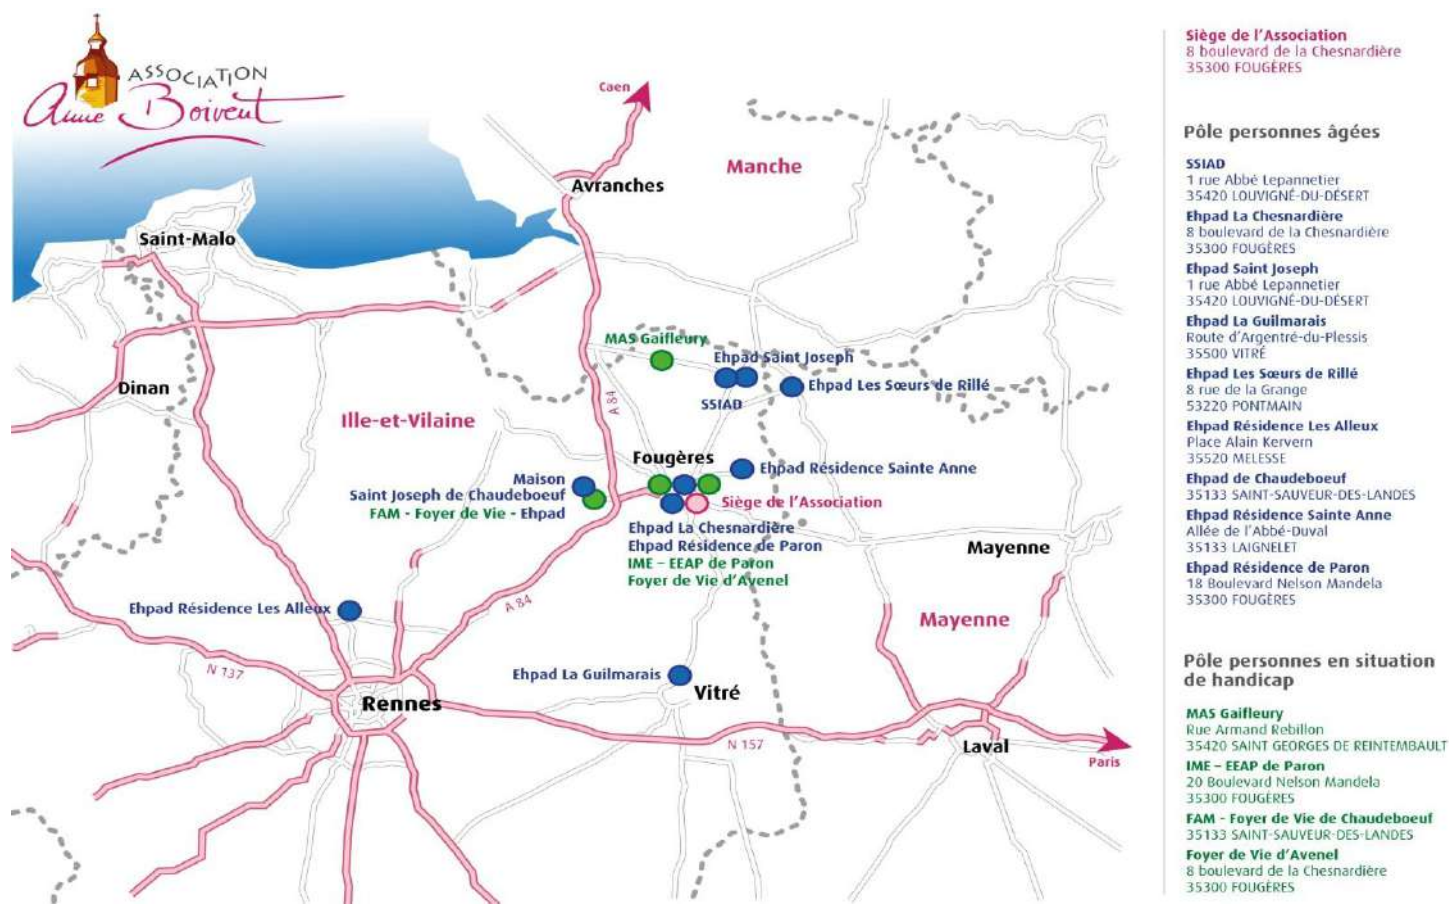 ASSOCIATION
Anne Boivent
Caen
Manche
Avranches
Saint-Malo
MAS Gaifleury
Ehpad Saint Joseph
Dinan
Ehpad Les Sœurs de Rillé
A 84
SSIAD
Ille-et-Vilaine
Fougères
Ehpad Résidence Sainte Anne
Maison
Saint Joseph de Chaudeboeuf
FAM - Foyer de Vie - Ehpad
Siège de l'Association
Ehpad La Chesnardière
Ehpad Résidence de Paron
IME – EEAP de Paron
Foyer de Vie d'Avenel
Mayenne
Ehpad Résidence Les Alleux
A 84
Mayenne
N 137
Ehpad La Guilmarais
Vitré
Rennes
N 157
Laval
Paris
Siège de l'Association
8 boulevard de la Chesnardière
35300 FOUGÈRES
Pôle personnes âgées
SSIAD
1 rue Abbé Lepannetier
35420 LOUVIGNÉ-DU-DÉSERT
Ehpad La Chesnardière
8 boulevard de la Chesnardière
35300 FOUGÈRES
Ehpad Saint Joseph
1 rue Abbé Lepannetier
35420 LOUVIGNÉ-DU-DÉSERT
Ehpad La Guilmarais
Route d'Argentré-du-Plessis
35500 VITRÉ
Ehpad Les Sœurs de Rillé
8 rue de la Grange
53220 PONTMAIN
Ehpad Résidence Les Alleux
Place Alain Kervern
35520 MELESSE
Ehpad de Chaudeboeuf
35133 SAINT-SAUVEUR-DES-LANDES
Ehpad Résidence Sainte Anne
Allée de l'Abbé-Duval
35133 LAIGNELET
Ehpad Résidence de Paron
18 Boulevard Nelson Mandela
35300 FOUGÈRES
Pôle personnes en situation
de handicap
MAS Gaifleury
Rue Armand Rebillon
35420 SAINT GEORGES DE REINTEMBAULT
IME – EEAP de Paron
20 Boulevard Nelson Mandela
35300 FOUGÈRES
FAM - Foyer de Vie de Chaudeboeuf
35133 SAINT-SAUVEUR-DES-LANDES
Foyer de Vie d'Avenel
8 boulevard de la Chesnardière
35300 FOUGÈRES